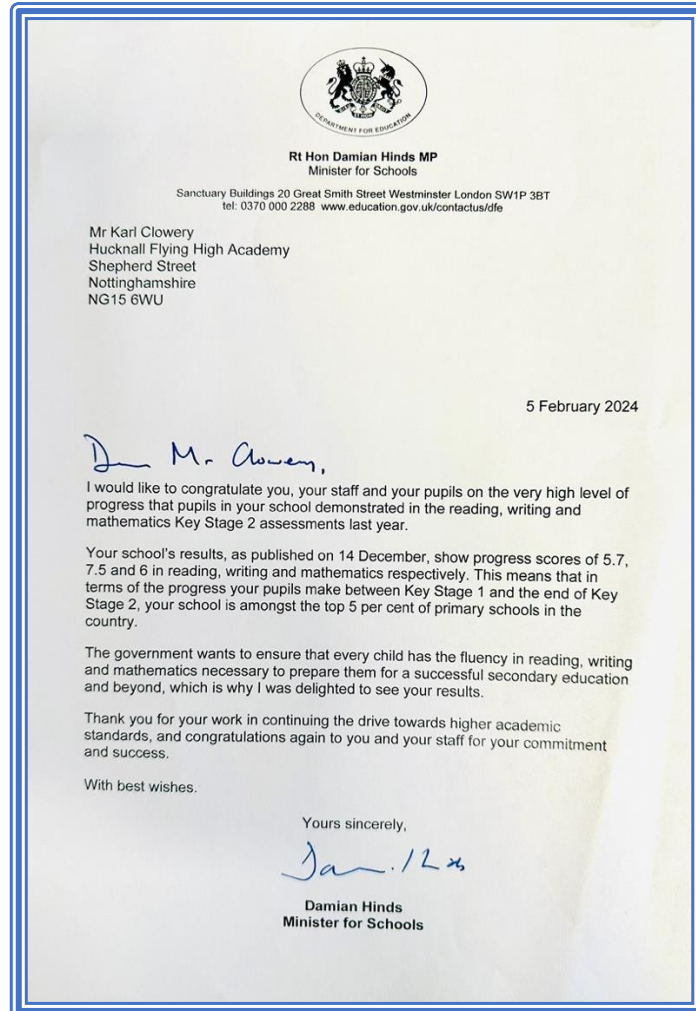 DEPARTMENT FOR EDUCATION
Rt Hon Damian Hinds MP
Minister for Schools
Sanctuary Buildings 20 Great Smith Street Westminster London SW1P 3BT
tel: 0370 000 2288 www.education.gov.uk/contactus/dfe
Mr Karl Clowery
Hucknall Flying High Academy
Shepherd Street
Nottinghamshire
NG15 6WU
5 February 2024
Dear Mr Clowery,
I would like to congratulate you, your staff and your pupils on the very high level of
progress that pupils in your school demonstrated in the reading, writing and
mathematics Key Stage 2 assessments last year.
Your school's results, as published on 14 December, show progress scores of 5.7,
7.5 and 6 in reading, writing and mathematics respectively. This means that in
terms of the progress your pupils make between Key Stage 1 and the end of Key
Stage 2, your school is amongst the top 5 per cent of primary schools in the
country.
The government wants to ensure that every child has the fluency in reading, writing
and mathematics necessary to prepare them for a successful secondary education
and beyond, which is why I was delighted to see your results.
Thank you for your work in continuing the drive towards higher academic
standards, and congratulations again to you and your staff for your commitment
and success.
With best wishes.
Yours sincerely,
Damian Hinds
Minister for Schools